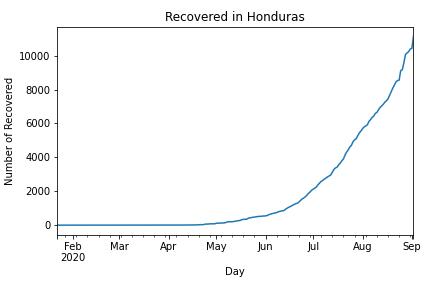 Recovered in Honduras
Number of Recovered
10000
8000
6000
4000
2000
0
Feb Mar Apr May Jun Jul Aug Sep
2020
Day